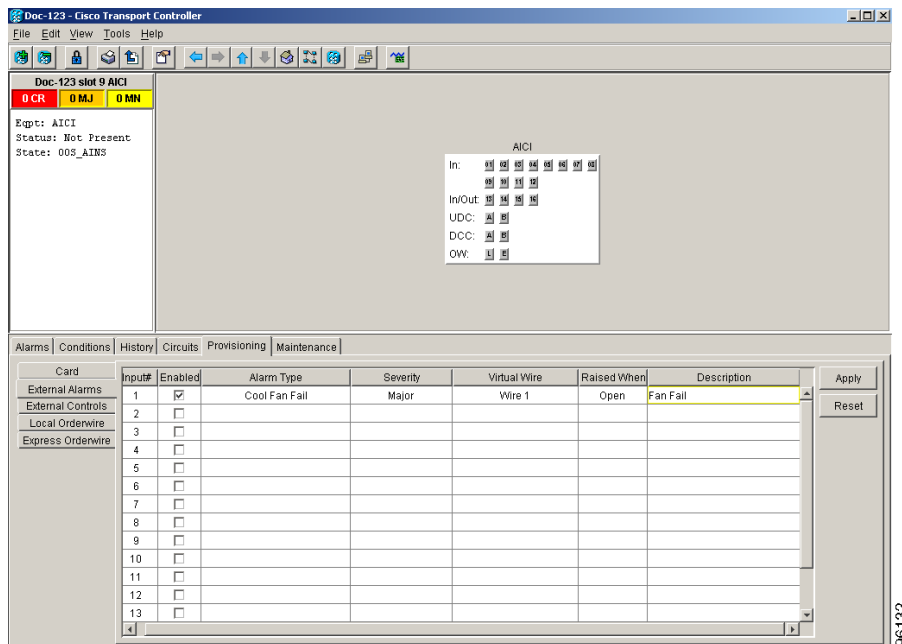 Doc-123 - Cisco Transport Controller
File Edit View Tools Help
Doc-123 slot 9 AICI
0 CR 0 MJ 0 MN
Eqpt: AICI
Status: Not Present
State: OOS_AINS
AICI
In: 01 02 03 04 05 06 07 08
09 10 11 12
In/Out: 13 14 15 16
UDC: A B
DCC: A B
OW: L E
Alarms Conditions History Circuits Provisioning Maintenance
Card
External Alarms
External Controls
Local Orderwire
Express Orderwire
Input# Enabled Alarm Type Severity Virtual Wire Raised When Description
1 Cool Fan Fail Major Wire 1 Open Fan Fail
2
3
4
5
6
7
8
9
10
11
12
13
Apply
Reset
96132